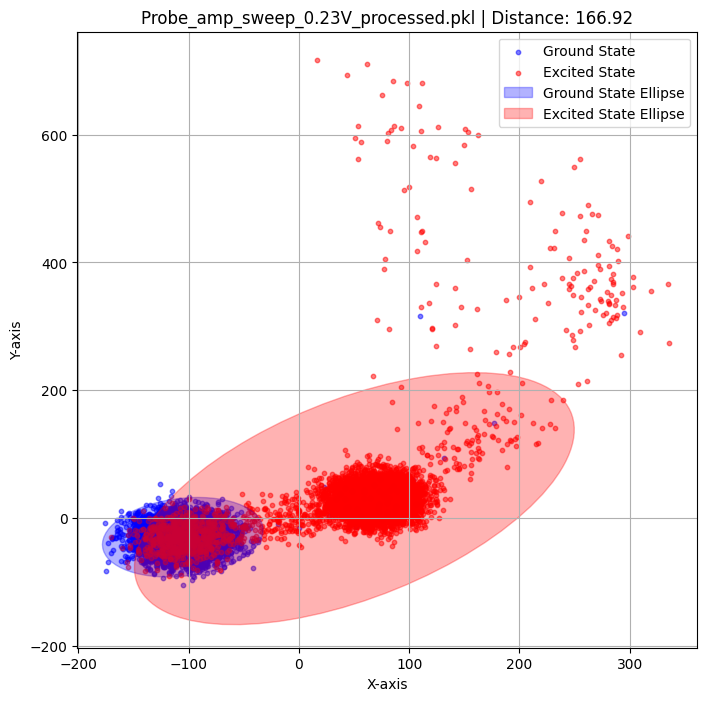 Probe_amp_sweep_0.23V_processed.pkl | Distance: 166.92
Ground State
Excited State
Ground State Ellipse
Excited State Ellipse
600
400
200
0
−200
Y-axis
−200
−100
0
100
200
300
X-axis